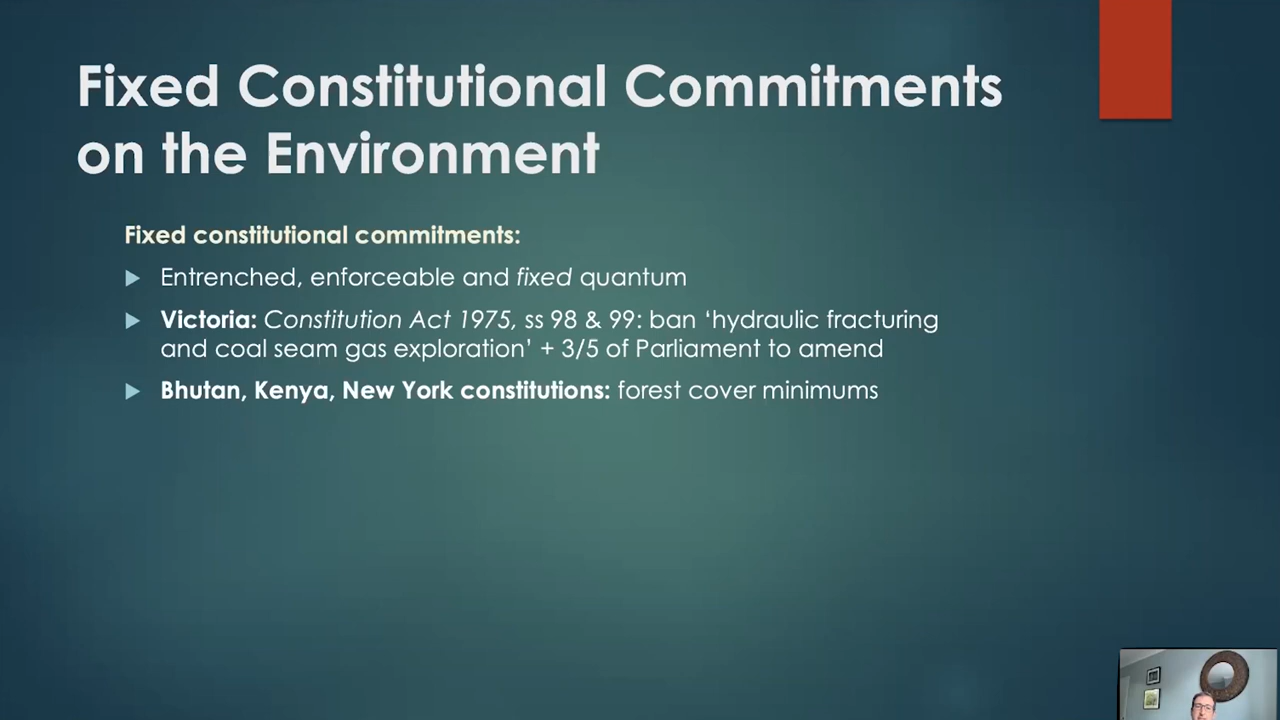 Fixed Constitutional Commitments
on the Environment
Fixed constitutional commitments:
Entrenched, enforceable and fixed quantum
Victoria: Constitution Act 1975, ss 98 & 99: ban ‘hydraulic fracturing
and coal seam gas exploration’ + 3/5 of Parliament to amend
Bhutan, Kenya, New York constitutions: forest cover minimums